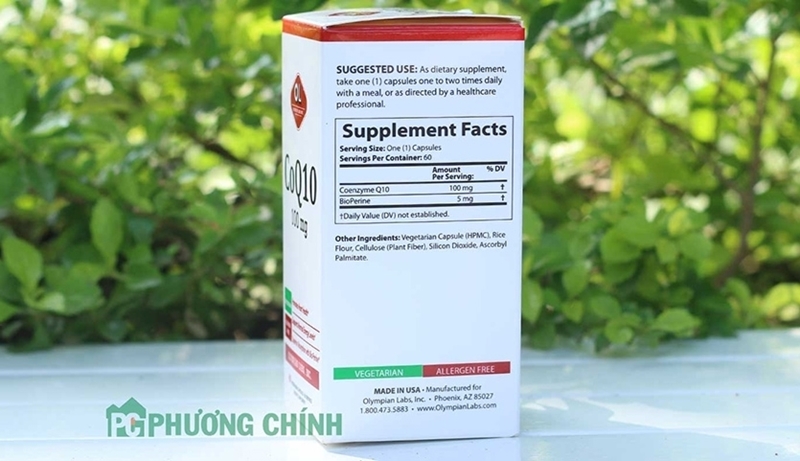 SUGGESTED USE: As dietary supplement,
take one (1) capsules one to two times daily
with a meal, or as directed by a healthcare
professional.
Supplement Facts
Serving Size: One (1) Capsules
Servings Per Container: 60
Amount Per Serving: % DV
Coenzyme Q10 100 mg †
BioPerine 5 mg †
†Daily Value (DV) not established.
Other Ingredients: Vegetarian Capsule (HPMC), Rice
Flour, Cellulose (Plant Fiber), Silicon Dioxide, Ascorbyl
Palmitate.
VEGETARIAN ALLERGEN FREE
MADE IN USA • Manufactured for
Olympian Labs, Inc. • Phoenix, AZ 85027
1.800.473.5883 • www.OlympianLabs.com
OL
CoQ10
100 mg
PC PHƯƠNG CHÍNH